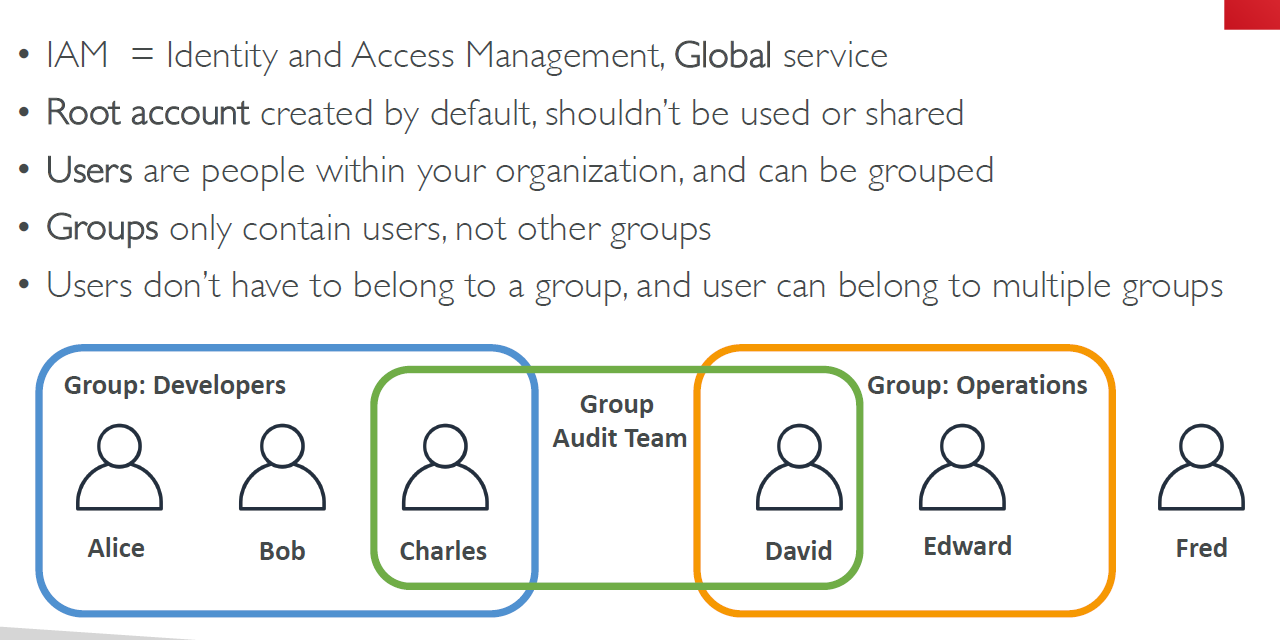 • IAM = Identity and Access Management, Global service
• Root account created by default, shouldn't be used or shared
• Users are people within your organization, and can be grouped
• Groups only contain users, not other groups
• Users don't have to belong to a group, and user can belong to multiple groups
Group: Developers
Group
Audit Team
Group: Operations
Alice
Bob
Charles
David
Edward
Fred